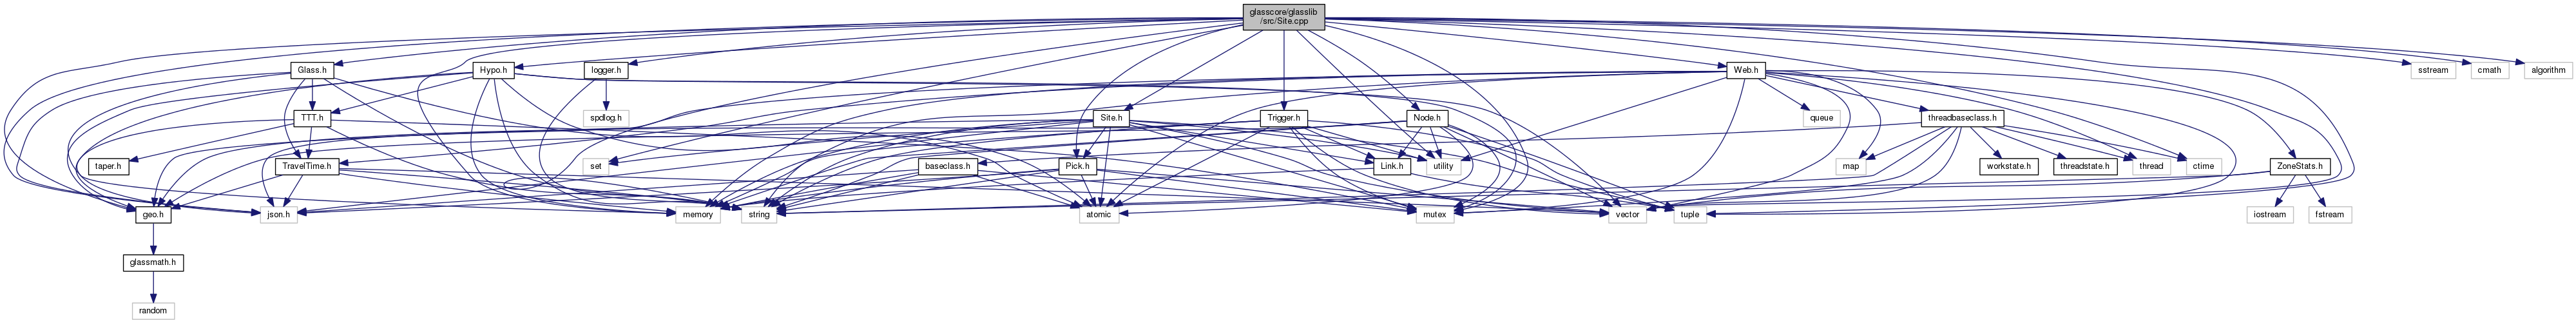 glasscore/glasslib
/src/Site.cpp
Glass.h
Hypo.h
logger.h
Web.h
sstream
cmath
algorithm
TTT.h
spdlog.h
Site.h
Trigger.h
Node.h
queue
threadbaseclass.h
taper.h
TravelTime.h
set
baseclass.h
Pick.h
Link.h
utility
map
workstate.h
threadstate.h
thread
ctime
ZoneStats.h
geo.h
json.h
memory
string
atomic
mutex
vector
tuple
iostream
fstream
glassmath.h
random